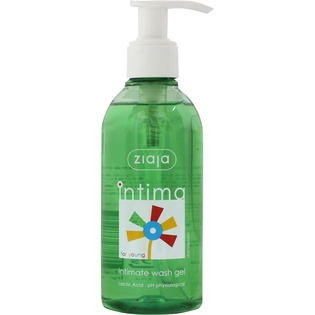 ziaja
intima
for young
intimate wash gel
Lactic Acid · pH physiological